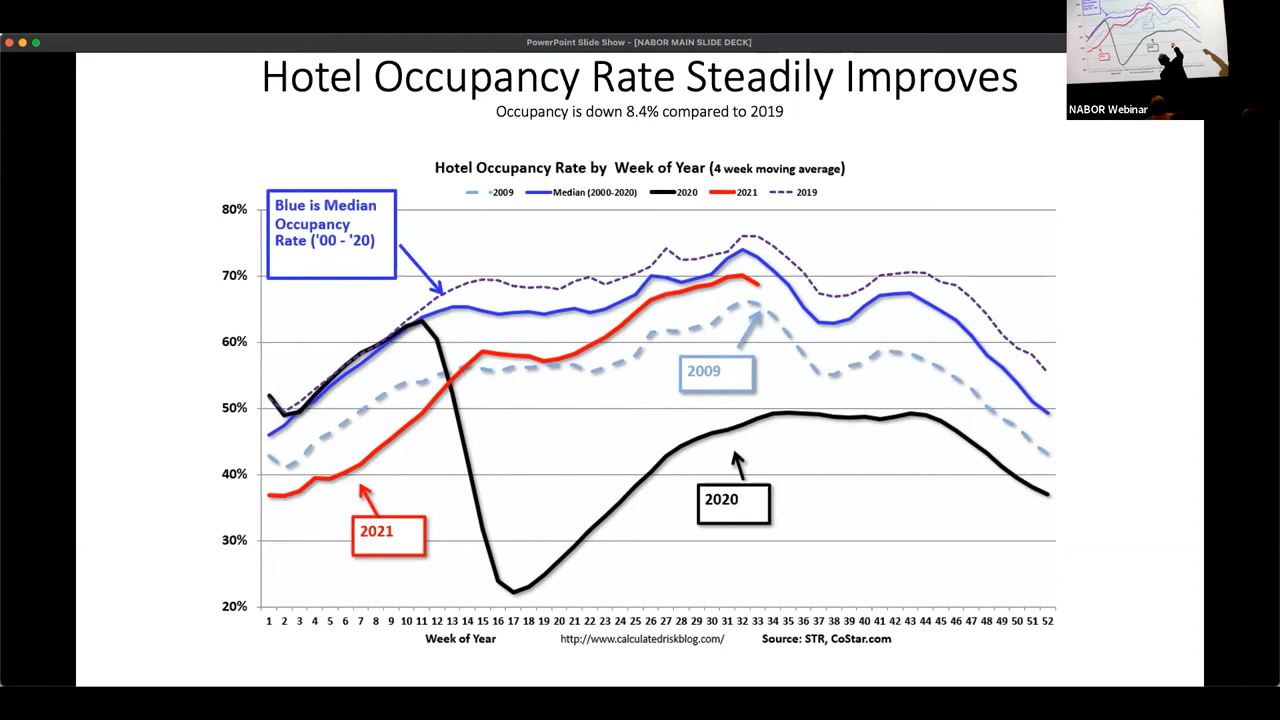 PowerPoint Slide Show - [NABOR MAIN SLIDE DECK]
NABOR Webinar
Hotel Occupancy Rate Steadily Improves
Occupancy is down 8.4% compared to 2019
Hotel Occupancy Rate by Week of Year (4 week moving average)
2009 Median (2000-2020) 2020 2021 2019
Blue is Median
Occupancy
Rate ('00 - '20)
80%
70%
60%
50%
40%
30%
20%
2009
2020
2021
1 2 3 4 5 6 7 8 9 10 11 12 13 14 15 16 17 18 19 20 21 22 23 24 25 26 27 28 29 30 31 32 33 34 35 36 37 38 39 40 41 42 43 44 45 46 47 48 49 50 51 52
Week of Year http://www.calculatedriskblog.com/ Source: STR, CoStar.com